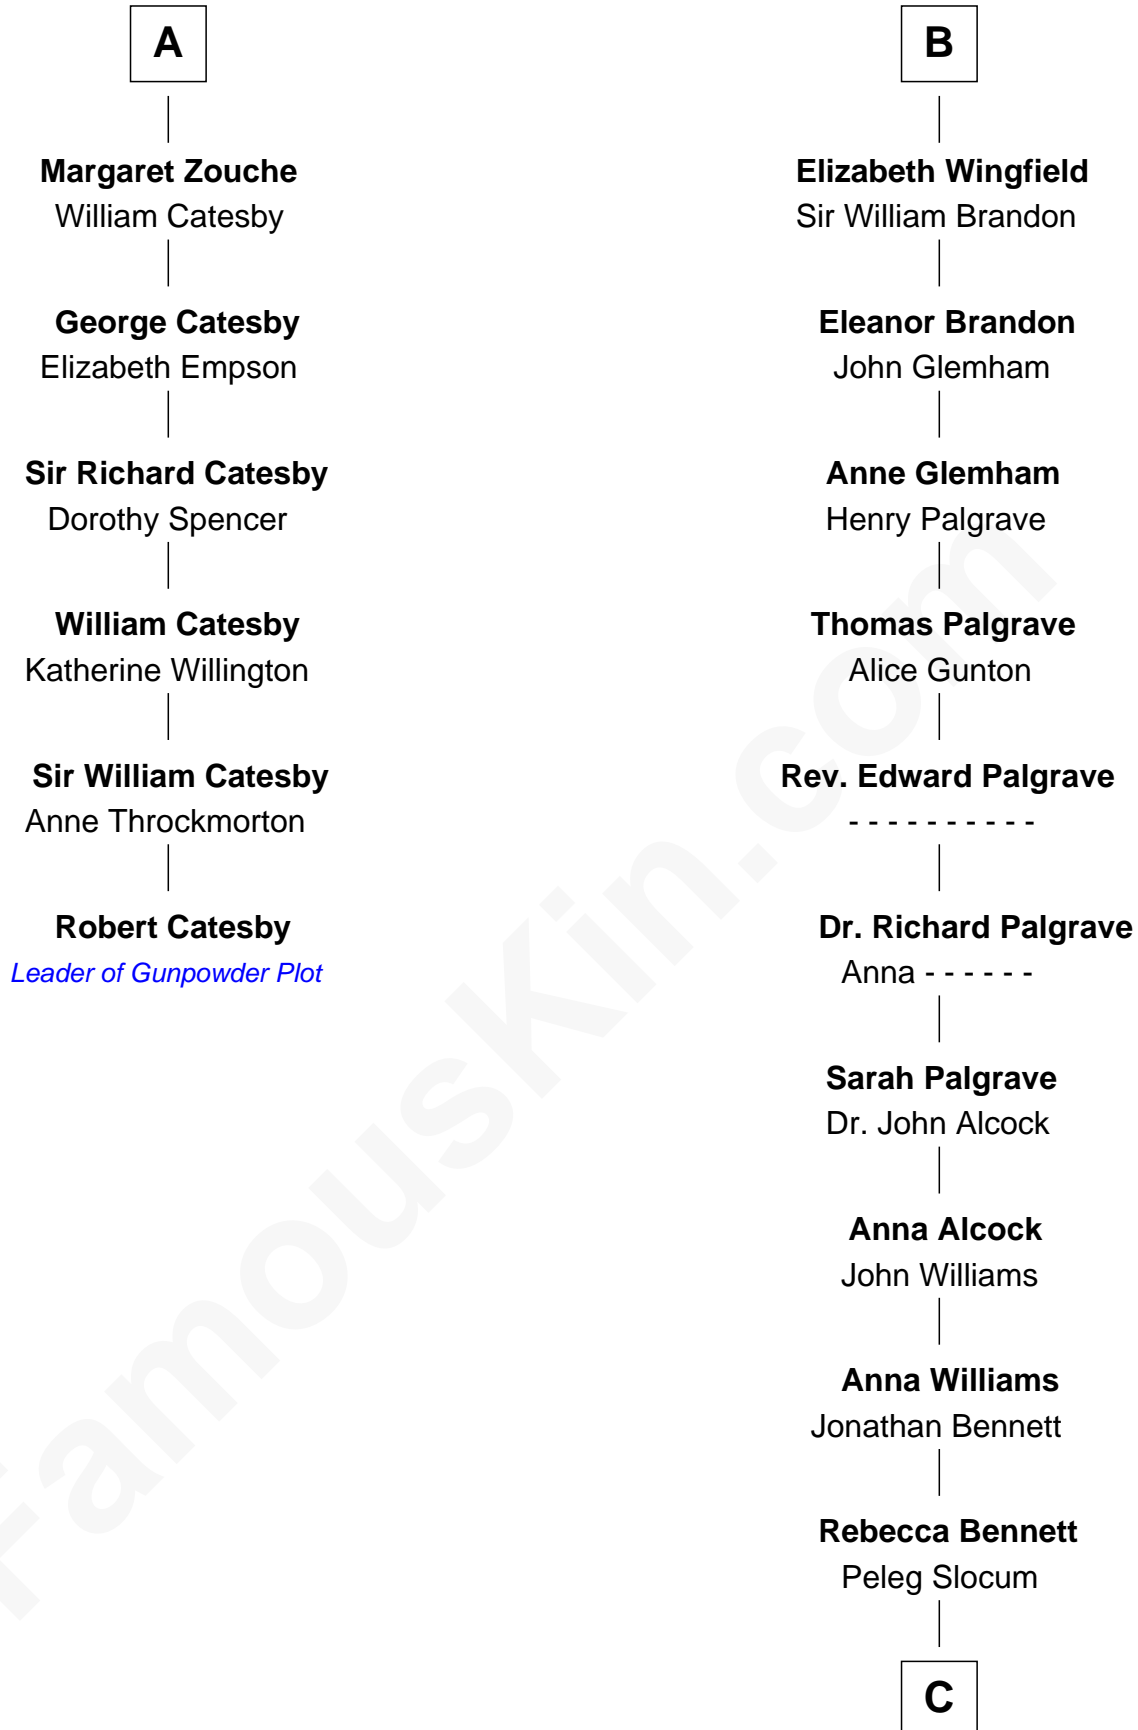 A
Margaret Zouche
William Catesby
George Catesby
Elizabeth Empson
Sir Richard Catesby
Dorothy Spencer
William Catesby
Katherine Willington
Sir William Catesby
Anne Throckmorton
Robert Catesby
Leader of Gunpowder Plot
B
Elizabeth Wingfield
Sir William Brandon
Eleanor Brandon
John Glemham
Anne Glemham
Henry Palgrave
Thomas Palgrave
Alice Gunton
Rev. Edward Palgrave
- - - - - - - - - -
Dr. Richard Palgrave
Anna - - - - - -
Sarah Palgrave
Dr. John Alcock
Anna Alcock
John Williams
Anna Williams
Jonathan Bennett
Rebecca Bennett
Peleg Slocum
C
FamousKin.com